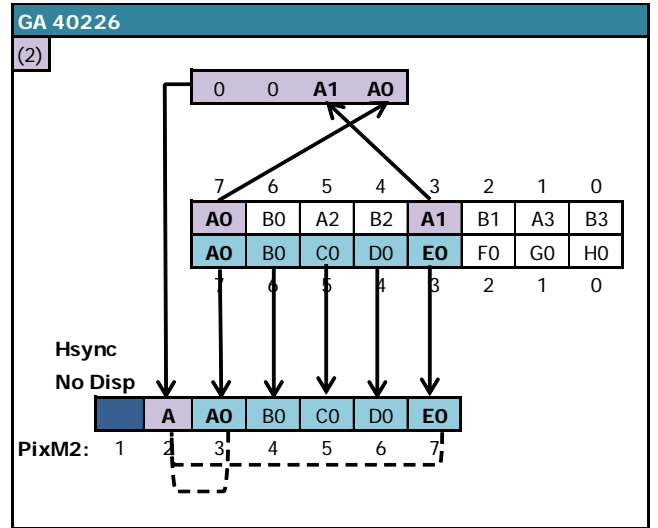 GA 40226
(2)
0 0 A1 A0
7 6 5 4 3 2 1 0
A0 B0 A2 B2 A1 B1 A3 B3
A0 B0 C0 D0 E0 F0 G0 H0
7 6 5 4 3 2 1 0
Hsync
No Disp
A A0 B0 C0 D0 E0
PixM2: 1 2 3 4 5 6 7